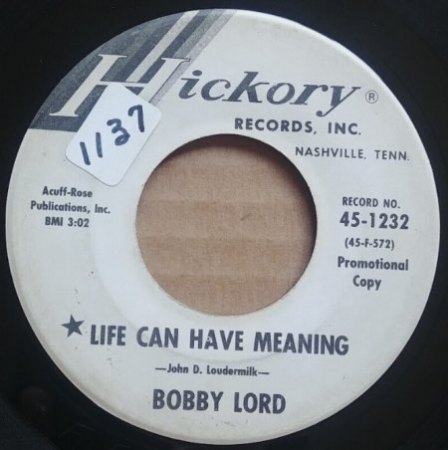 Hickory®
RECORDS, INC.
NASHVILLE, TENN.
1137
Acuff-Rose
Publications, Inc.
BMI 3:02
RECORD NO.
45-1232
(45-F-572)
Promotional
Copy
★ LIFE CAN HAVE MEANING
—John D. Loudermilk—
BOBBY LORD